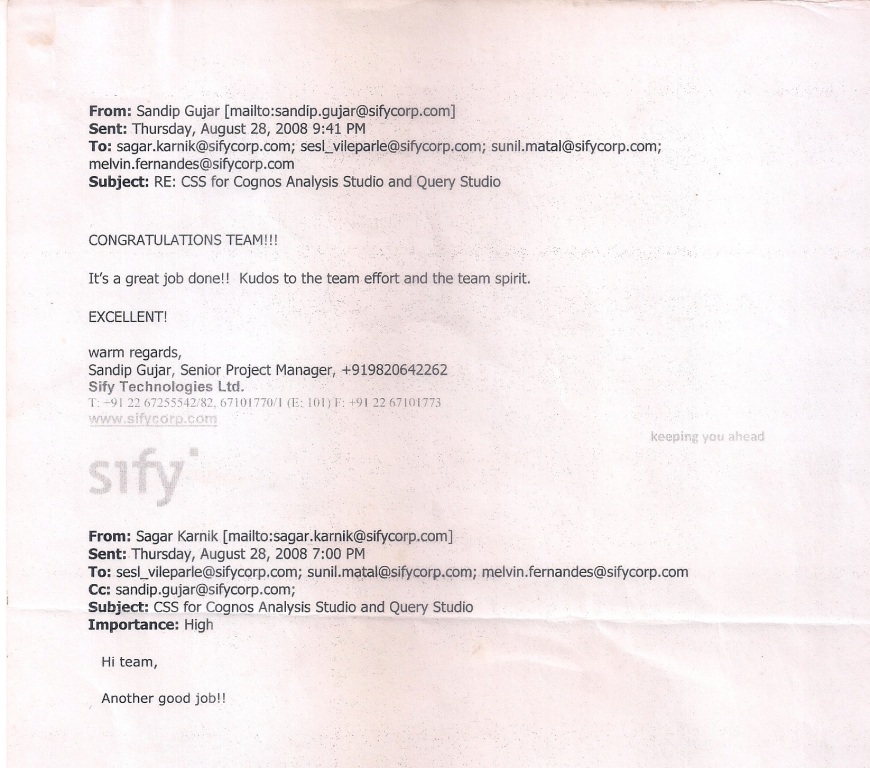 From: Sandip Gujar [mailto:sandip.gujar@sifycorp.com]
Sent: Thursday, August 28, 2008 9:41 PM
To: sagar.karnik@sifycorp.com; sesl_vileparle@sifycorp.com; sunil.matal@sifycorp.com;
melvin.fernandes@sifycorp.com
Subject: RE: CSS for Cognos Analysis Studio and Query Studio
CONGRATULATIONS TEAM!!!
It's a great job done!!  Kudos to the team effort and the team spirit.
EXCELLENT!
warm regards,
Sandip Gujar, Senior Project Manager, +919820642262
Sify Technologies Ltd.
T: +91 22 67255542/82, 67101770/1 (E: 101) F: +91 22 67101773
www.sifycorp.com
keeping you ahead
sify
From: Sagar Karnik [mailto:sagar.karnik@sifycorp.com]
Sent: Thursday, August 28, 2008 7:00 PM
To: sesl_vileparle@sifycorp.com; sunil.matal@sifycorp.com; melvin.fernandes@sifycorp.com
Cc: sandip.gujar@sifycorp.com;
Subject: CSS for Cognos Analysis Studio and Query Studio
Importance: High
Hi team,
Another good job!!